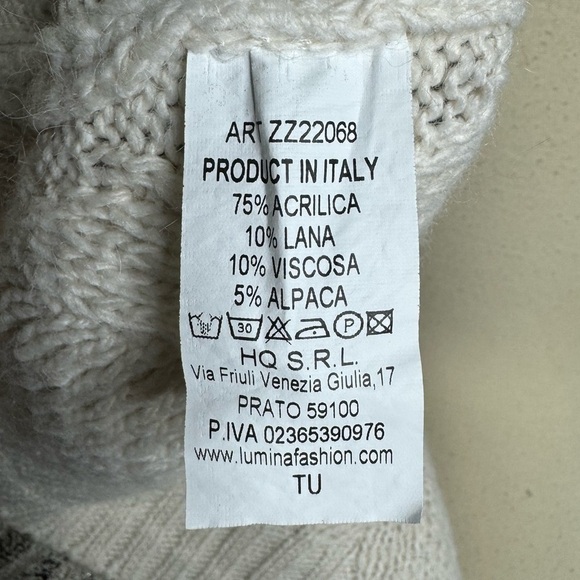 ART ZZ22068
PRODUCT IN ITALY
75% ACRILICA
10% LANA
10% VISCOSA
5% ALPACA
30 P
HQ S.R.L.
Via Friuli Venezia Giulia,17
PRATO 59100
P.IVA 02365390976
www.luminafashion.com
TU